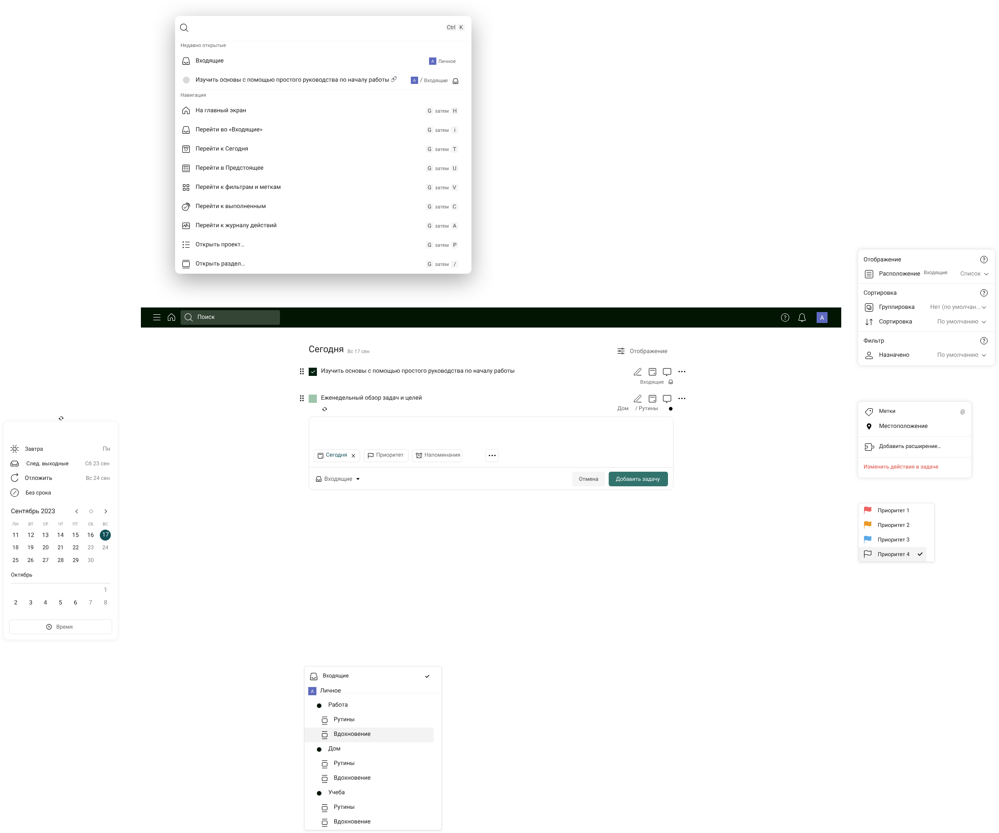 Ctrl K
Недавно открытые
Входящие A Личное
Изучить основы с помощью простого руководства по началу работы A / Входящие
Навигация
На главный экран G затем H
Перейти во «Входящие» G затем i
Перейти к Сегодня G затем T
Перейти в Предстоящее G затем U
Перейти к фильтрам и меткам G затем V
Перейти к выполненным G затем C
Перейти к журналу действий G затем A
Открыть проект... G затем P
Открыть раздел... G затем /
Поиск A
Сегодня Вс 17 сен Отображение
Изучить основы с помощью простого руководства по началу работы
Входящие
Еженедельный обзор задач и целей
Дом / Рутины
Сегодня Приоритет Напоминания
Входящие Отмена Добавить задачу
Отображение
Расположение Входящие Список
Сортировка
Группировка Нет (по умолчан...
Сортировка По умолчанию
Фильтр
Назначено По умолчанию
Метки @
Местоположение
Добавить расширение...
Изменить действия в задаче
Приоритет 1
Приоритет 2
Приоритет 3
Приоритет 4
Завтра Пн
След. выходные Сб 23 сен
Отложить Вс 24 сен
Без срока
Сентябрь 2023
ПН ВТ СР ЧТ ПТ СБ ВС
11 12 13 14 15 16 17
18 19 20 21 22 23 24
25 26 27 28 29 30
Октябрь
1
2 3 4 5 6 7 8
Время
Входящие
A Личное
Работа
Рутины
Вдохновение
Дом
Рутины
Вдохновение
Учеба
Рутины
Вдохновение